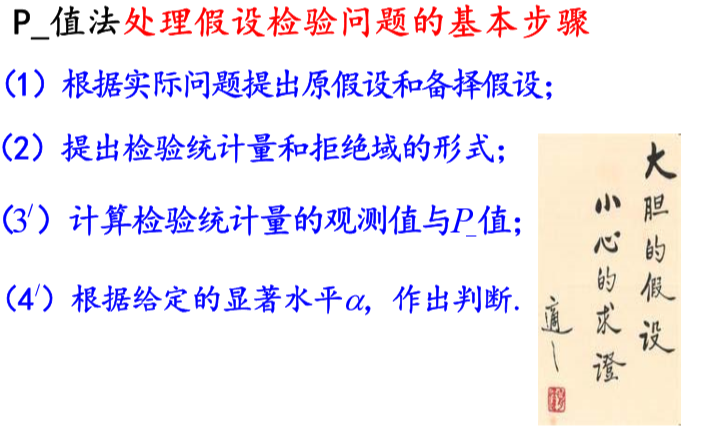 P_值法处理假设检验问题的基本步骤
(1) 根据实际问题提出原假设和备择假设;
(2) 提出检验统计量和拒绝域的形式;
(3/) 计算检验统计量的观测值与P_值;
(4/) 根据给定的显著水平α, 作出判断.
大胆的假设
小心的求證
適之